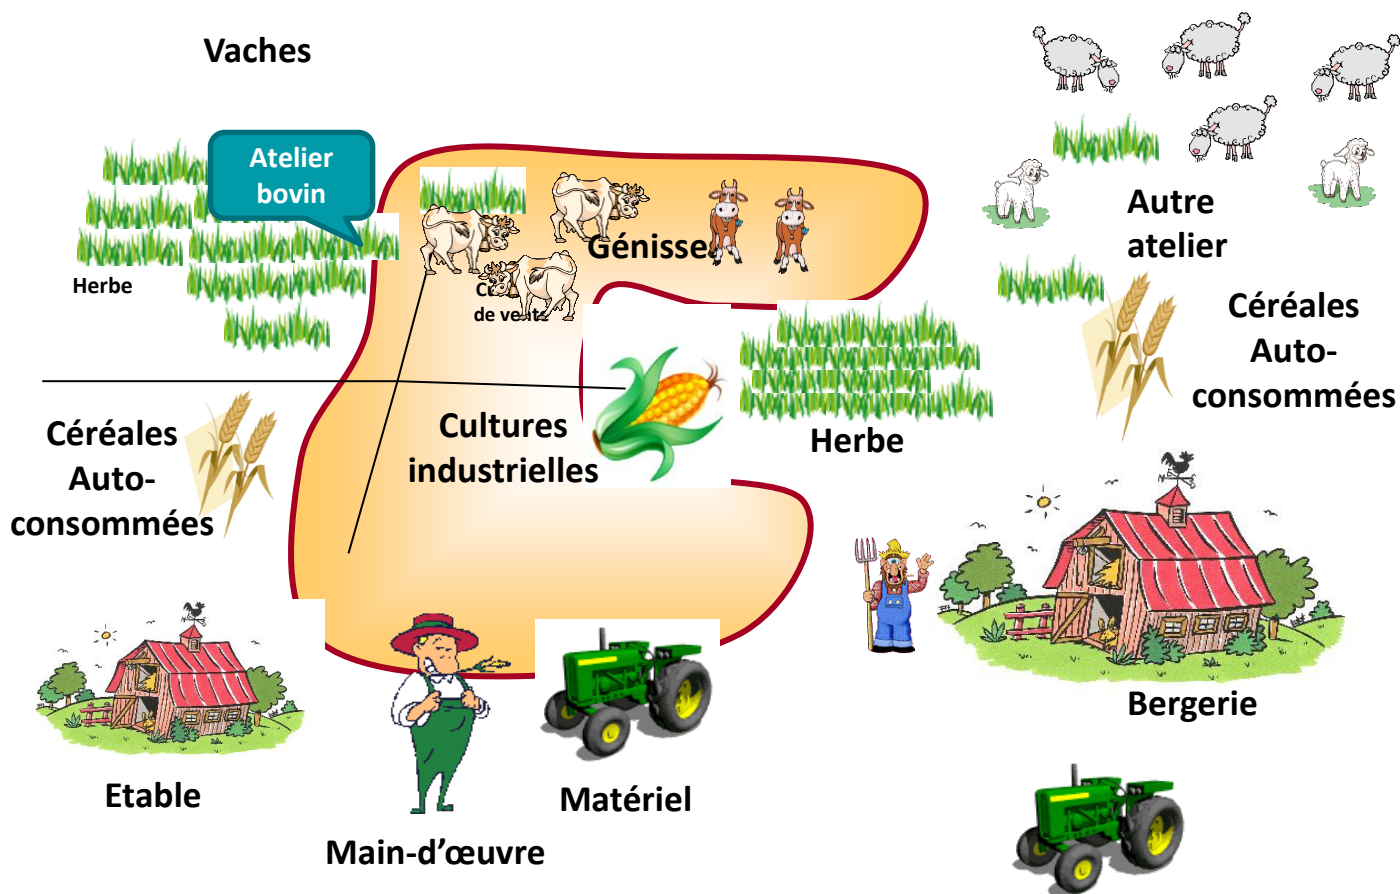 Vaches
Atelier
bovin
Herbe
Génisses
de vente
Autre
atelier
Céréales
Auto-
consommées
Céréales
Auto-
consommées
Cultures
industrielles
Herbe
Etable
Main-d'œuvre
Matériel
Bergerie